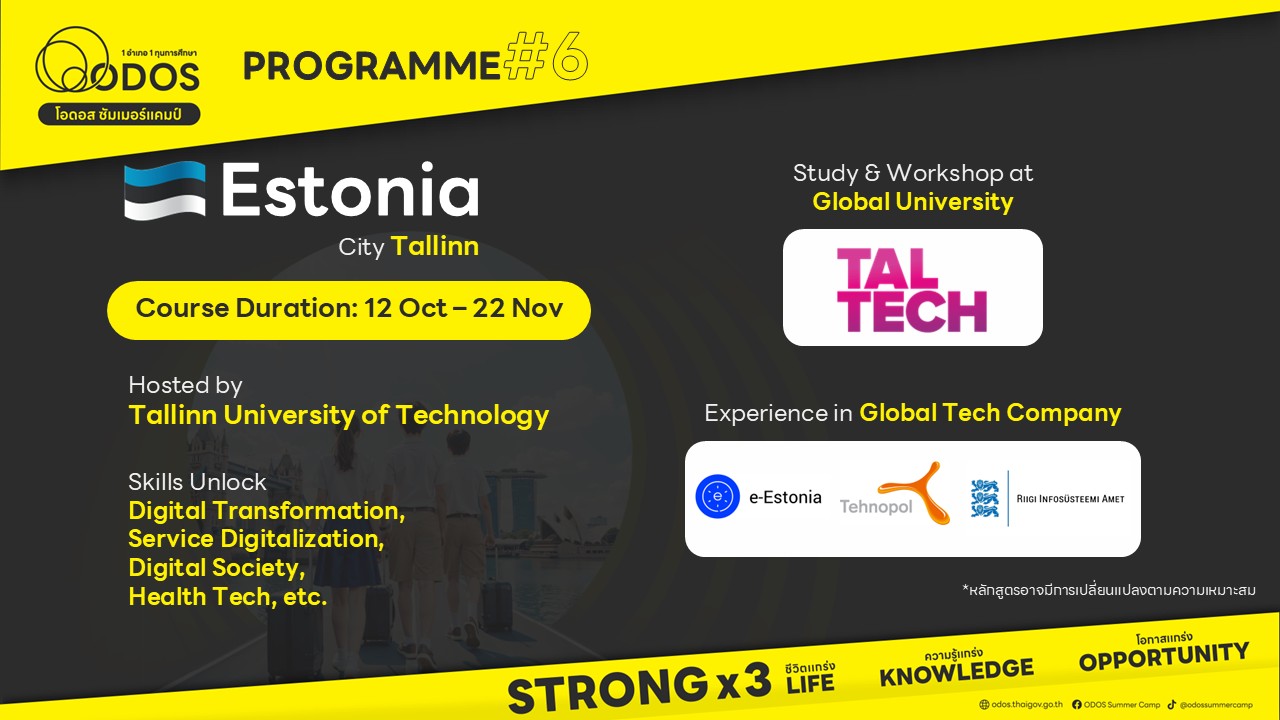 1 อำเภอ 1 ทุนการศึกษา
ODOS
โอดอส ซัมเมอร์แคมป์
PROGRAMME#6
Estonia
City Tallinn
Course Duration: 12 Oct – 22 Nov
Hosted by
Tallinn University of Technology
Skills Unlock
Digital Transformation,
Service Digitalization,
Digital Society,
Health Tech, etc.
Study & Workshop at
Global University
TAL
TECH
Experience in Global Tech Company
e e-Estonia
Tehnopol
RIIGI INFOSÜSTEEMI AMET
*หลักสูตรอาจมีการเปลี่ยนแปลงตามความเหมาะสม
STRONG x 3
ชีวิตแกร่ง
LIFE
ความรู้แกร่ง
KNOWLEDGE
โอกาสแกร่ง
OPPORTUNITY
odos.thaigov.go.th ODOS Summer Camp @odossummercamp